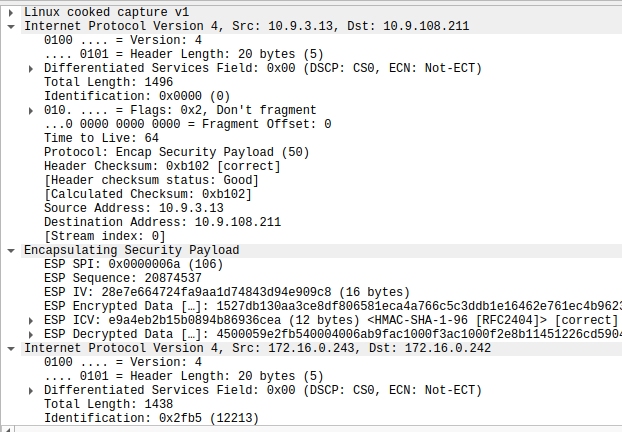 Linux cooked capture v1
Internet Protocol Version 4, Src: 10.9.3.13, Dst: 10.9.108.211
0100 .... = Version: 4
.... 0101 = Header Length: 20 bytes (5)
Differentiated Services Field: 0x00 (DSCP: CS0, ECN: Not-ECT)
Total Length: 1496
Identification: 0x0000 (0)
010. .... = Flags: 0x2, Don't fragment
...0 0000 0000 0000 = Fragment Offset: 0
Time to Live: 64
Protocol: Encap Security Payload (50)
Header Checksum: 0xb102 [correct]
[Header checksum status: Good]
[Calculated Checksum: 0xb102]
Source Address: 10.9.3.13
Destination Address: 10.9.108.211
[Stream index: 0]
Encapsulating Security Payload
ESP SPI: 0x0000006a (106)
ESP Sequence: 20874537
ESP IV: 28e7e664724fa9aa1d74843d94e909c8 (16 bytes)
ESP Encrypted Data […]: 1527db130aa3ce8df806581eca4a766c5c3ddb1e16462e761ec4b9623
ESP ICV: e9a4eb2b15b0894b86936cea (12 bytes) <HMAC-SHA-1-96 [RFC2404]> [correct]
ESP Decrypted Data […]: 4500059e2fb540004006ab9fac1000f3ac1000f2e8b11451226cd5904
Internet Protocol Version 4, Src: 172.16.0.243, Dst: 172.16.0.242
0100 .... = Version: 4
.... 0101 = Header Length: 20 bytes (5)
Differentiated Services Field: 0x00 (DSCP: CS0, ECN: Not-ECT)
Total Length: 1438
Identification: 0x2fb5 (12213)